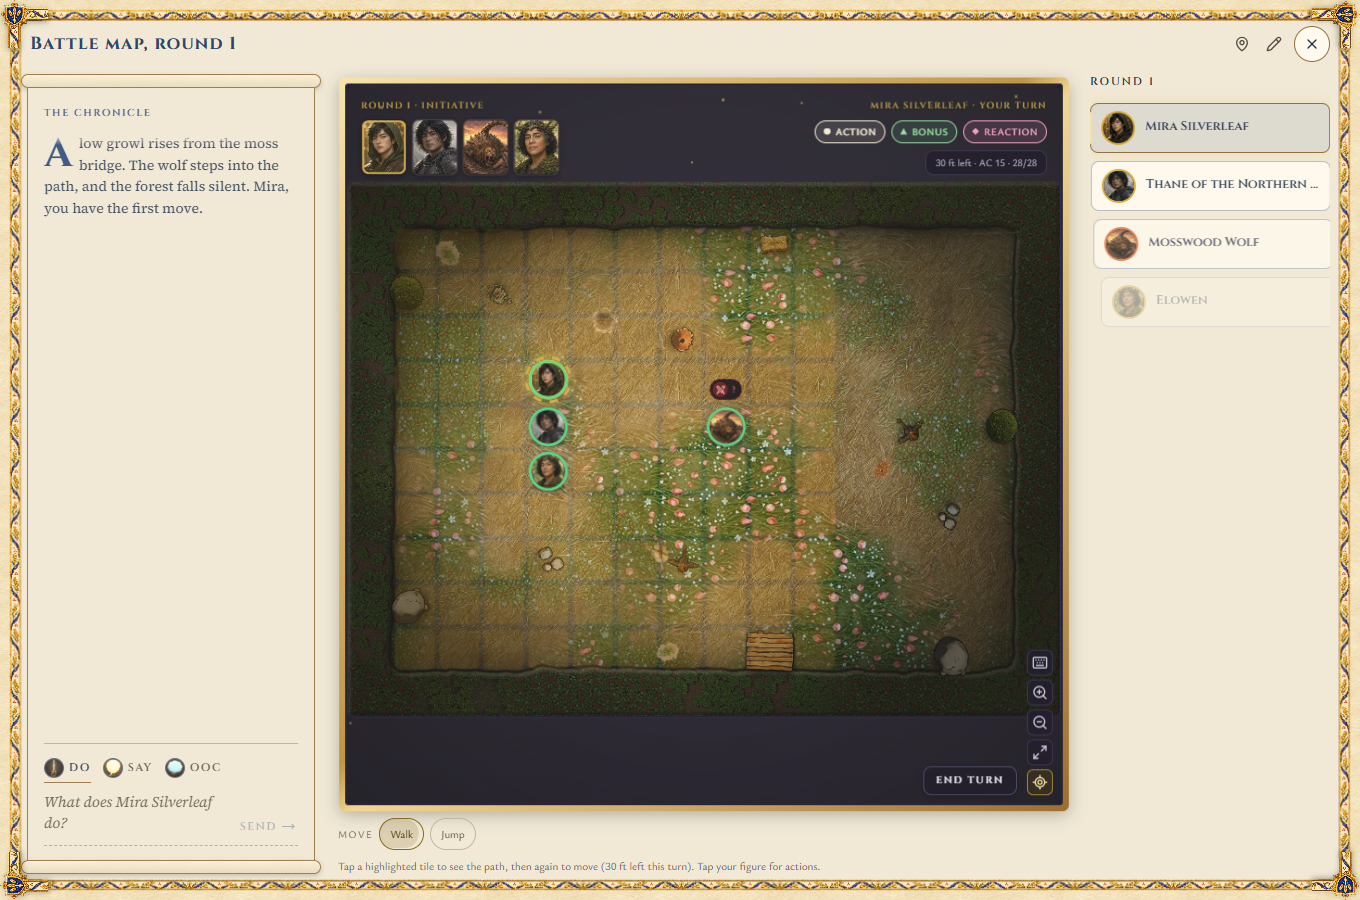 BATTLE MAP, ROUND 1
THE CHRONICLE
A low growl rises from the moss
bridge. The wolf steps into the
path, and the forest falls silent. Mira,
you have the first move.
DO SAY OOC
What does Mira Silverleaf
do?
SEND →
ROUND 1 · INITIATIVE
MIRA SILVERLEAF · YOUR TURN
ACTION BONUS REACTION
30 ft left · AC 15 · 28/28
END TURN
MOVE Walk Jump
Tap a highlighted tile to see the path, then again to move (30 ft left this turn). Tap your figure for actions.
ROUND 1
MIRA SILVERLEAF
THANE OF THE NORTHERN ...
MOSSWOOD WOLF
ELOWEN